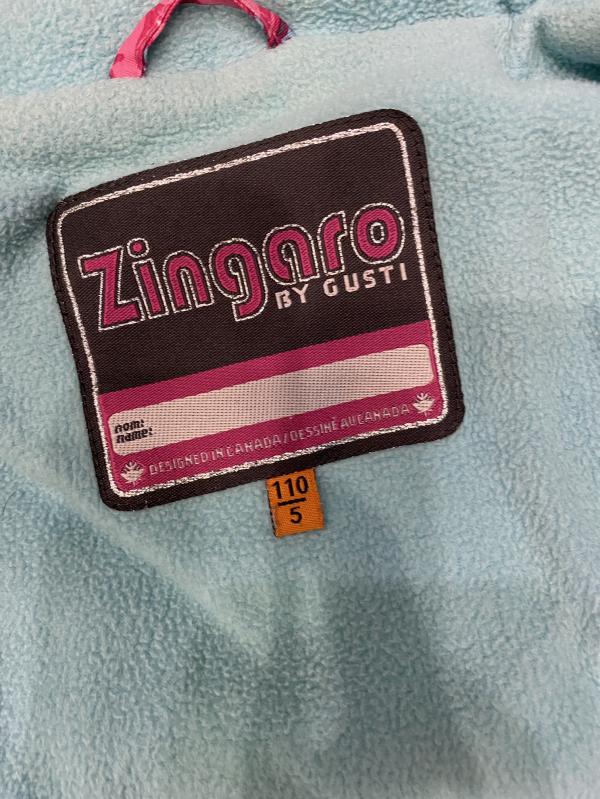 Zingaro
BY GUSTI
nom:
name:
DESIGNED IN CANADA/DESSINÉ AU CANADA
110
5